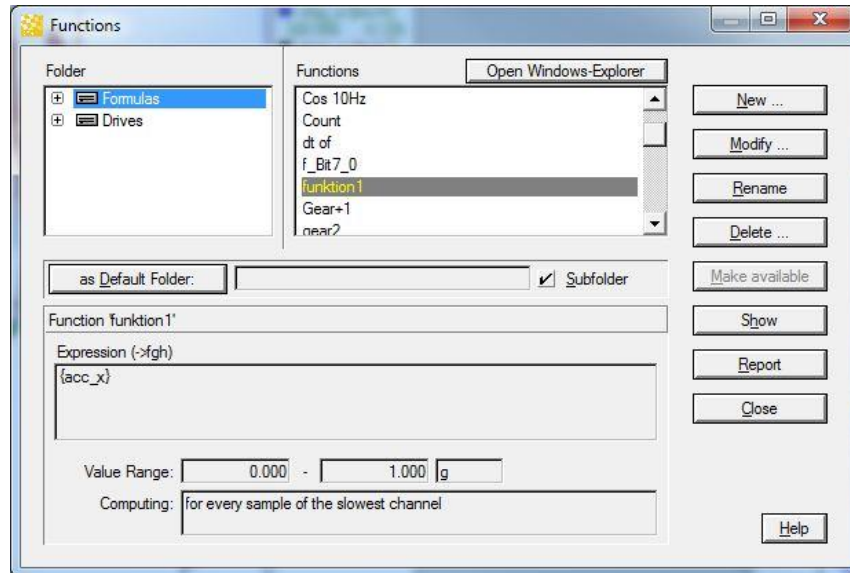 Functions
Folder
Formulas
Drives
Functions
Open Windows-Explorer
Cos 10Hz
Count
dt of
f_Bit7_0
funktion1
Gear+1
gear2
New ...
Modify ...
Rename
Delete ...
Make available
Show
Report
Close
as Default Folder:
Subfolder
Function 'funktion1'
Expression (->fgh)
{acc_x}
Value Range: 0.000 - 1.000 g
Computing: for every sample of the slowest channel
Help